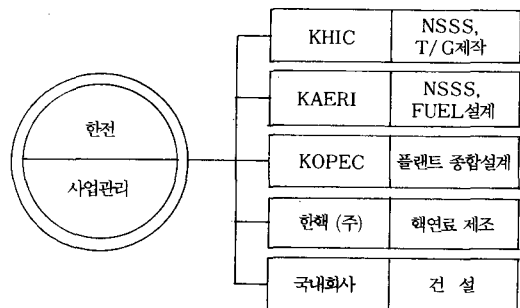 한전
사업관리
KHIC
NSSS,
T/G제작
KAERI
NSSS,
FUEL설계
KOPEC
플랜트 종합설계
한핵 (주)
핵연료 제조
국내회사
건 설